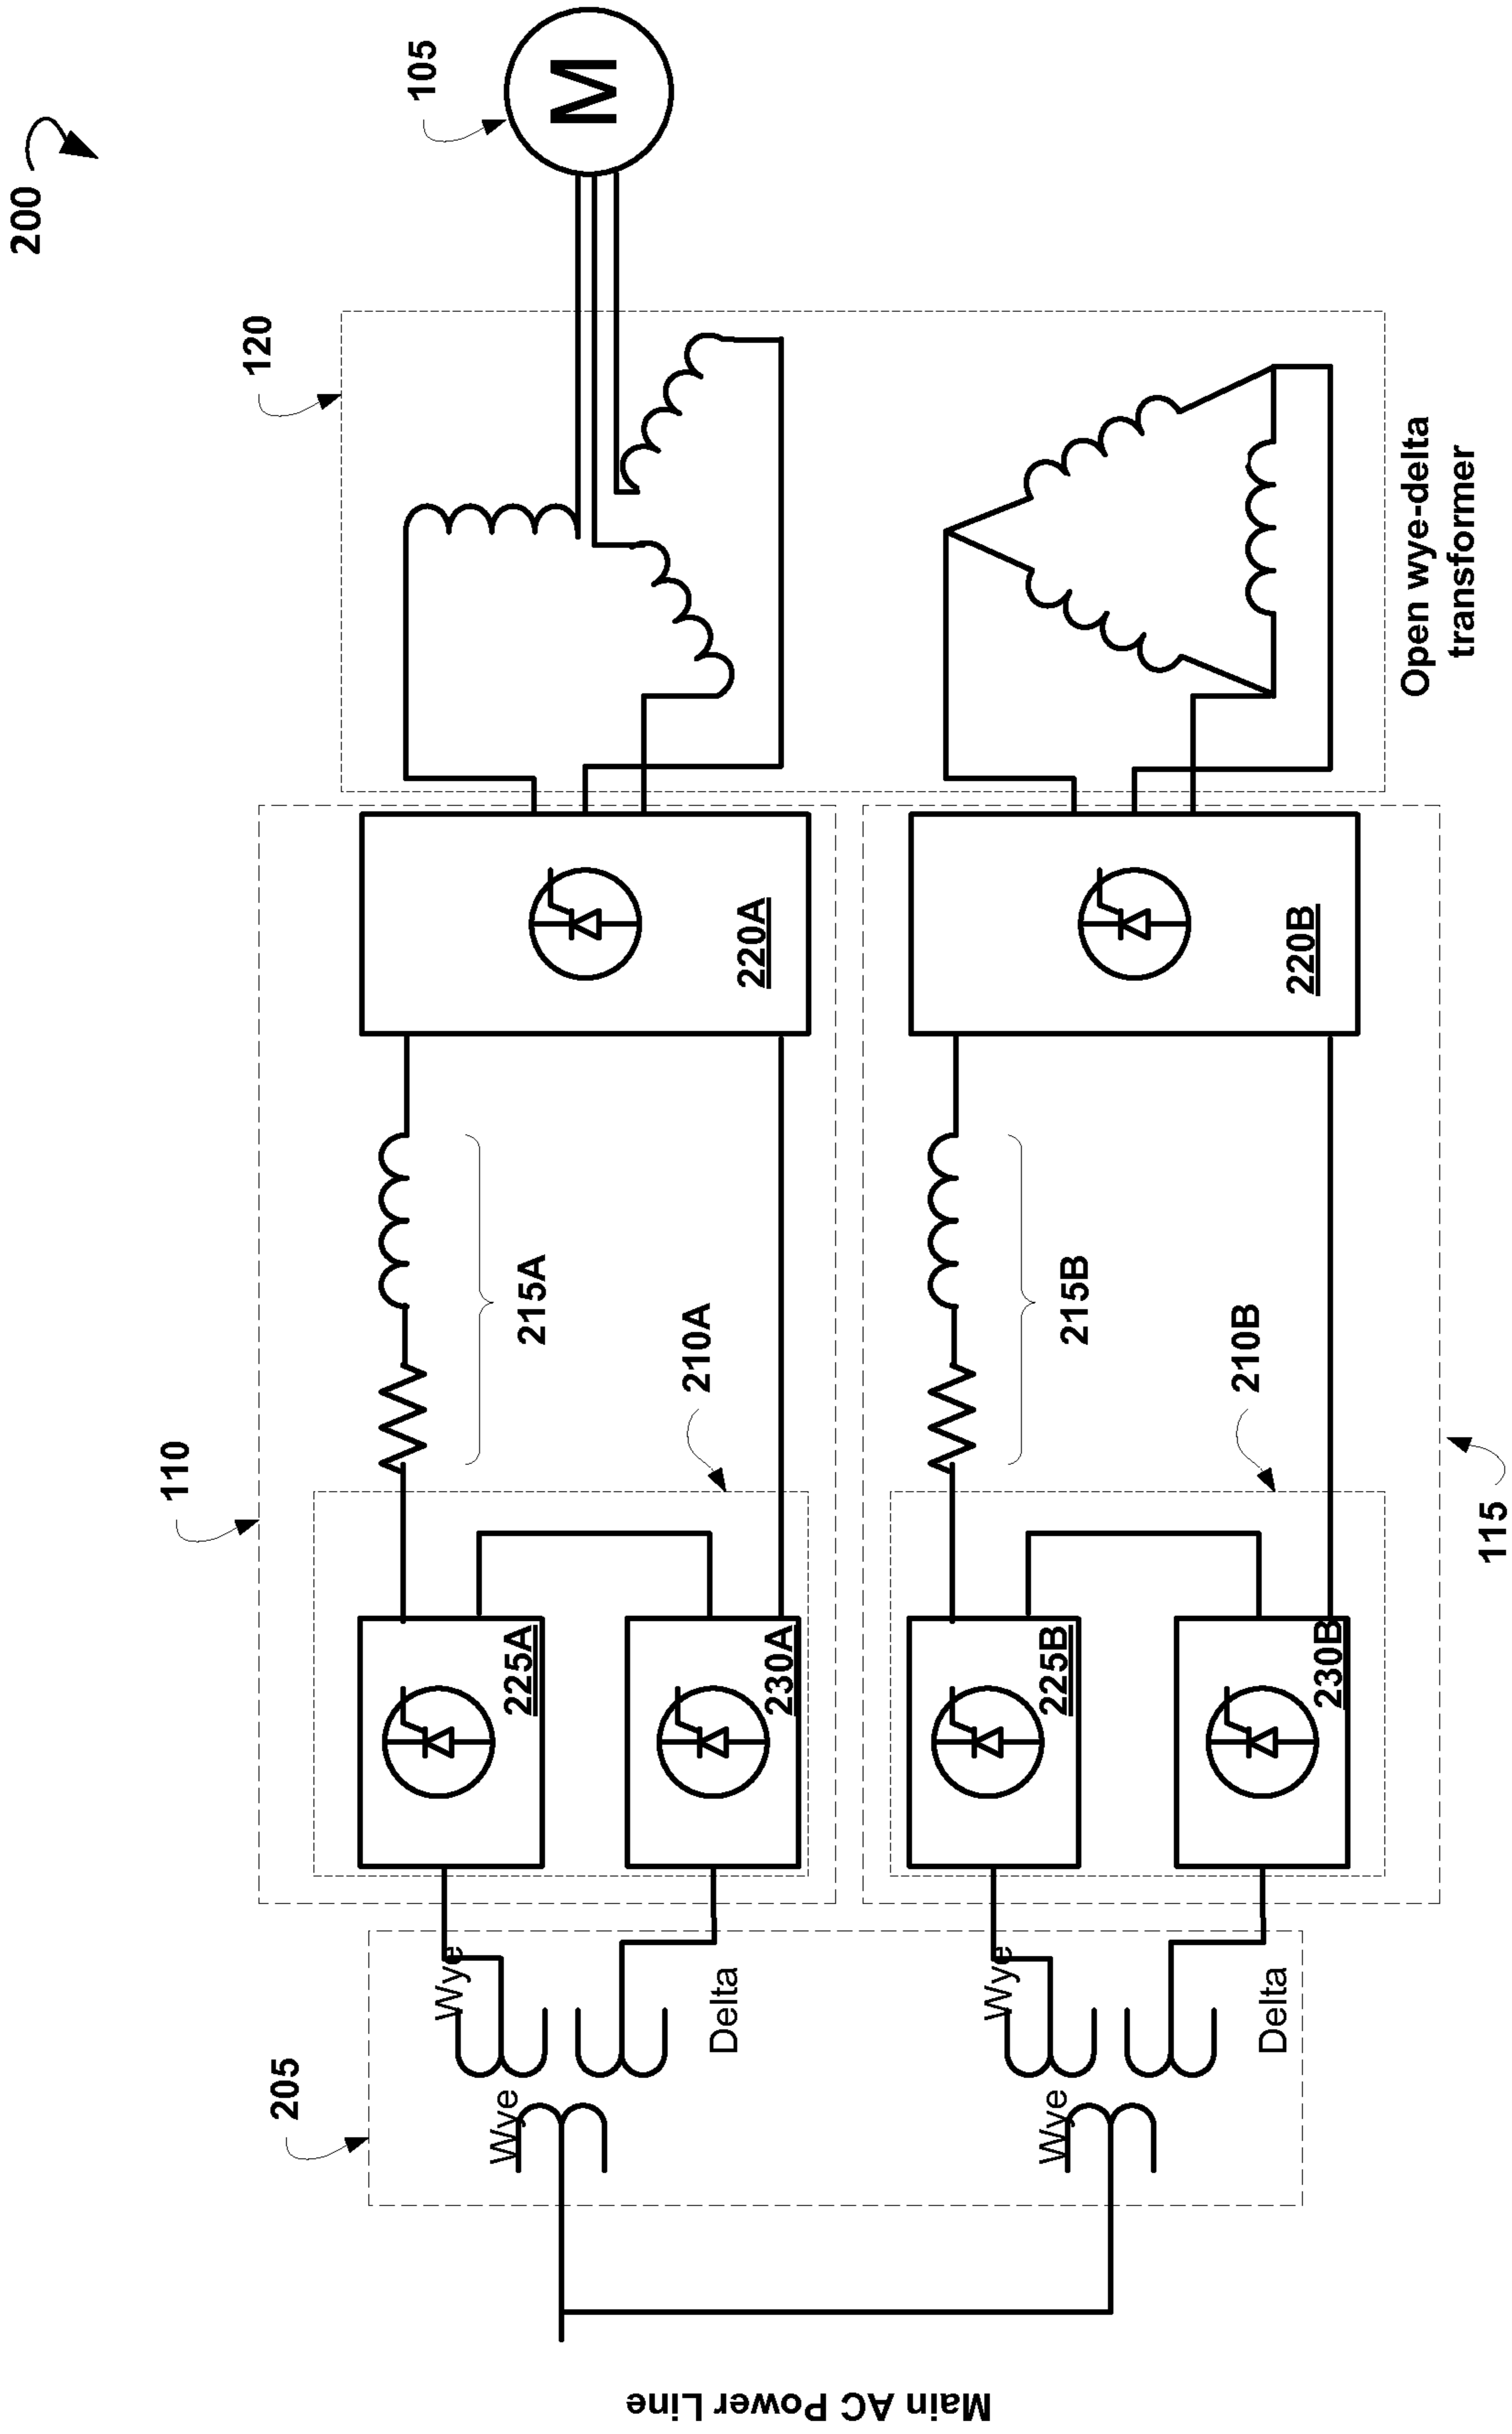 200
105
M
120
Open wye-delta
transformer
110
220A
215A
210A
225A
230A
220B
215B
210B
225B
230B
115
205
Wye
Wye
Delta
Wye
Wye
Delta
Main AC Power Line